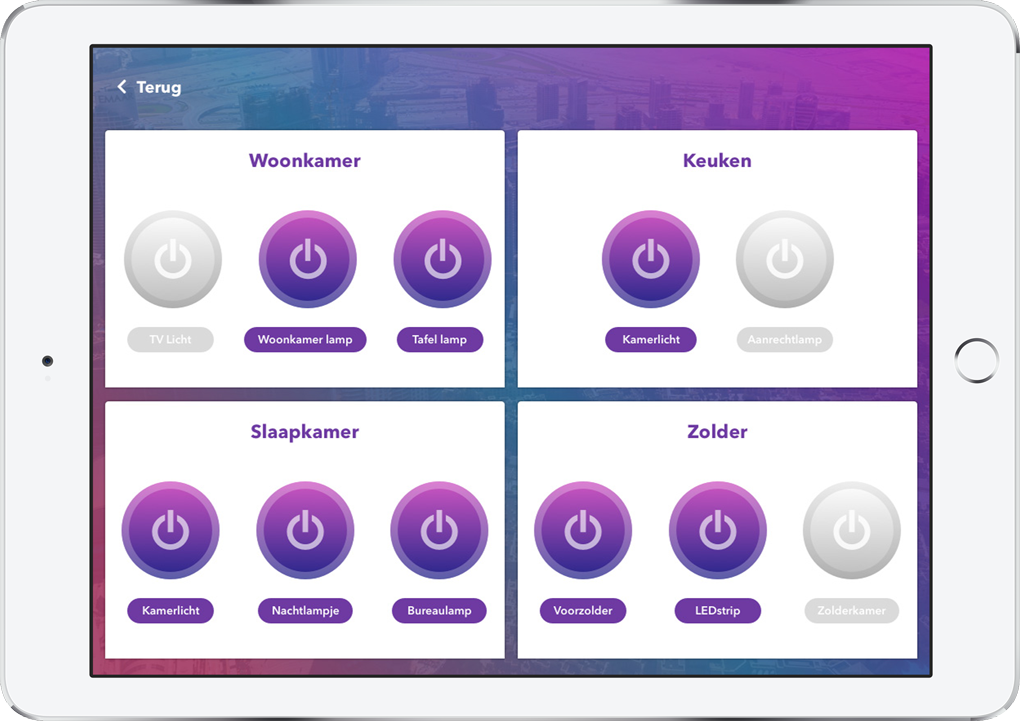 Terug
Woonkamer
TV Licht
Woonkamer lamp
Tafel lamp
Keuken
Kamerlicht
Aanrechtlamp
Slaapkamer
Kamerlicht
Nachtlampje
Bureaulamp
Zolder
Voorzolder
LEDstrip
Zolderkamer